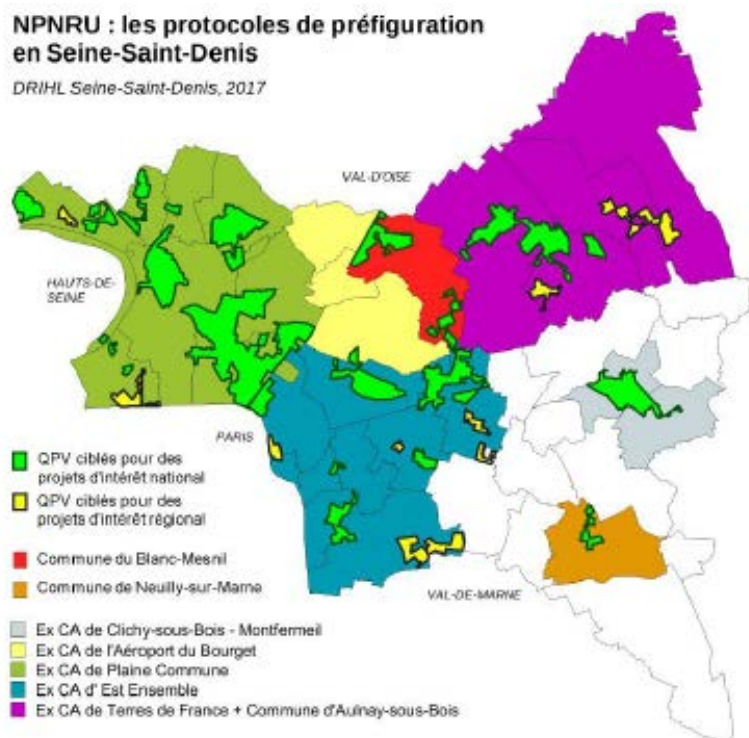 NPNRU : les protocoles de préfiguration
en Seine-Saint-Denis
DRIHL Seine-Saint-Denis, 2017
VAL-D'OISE
HAUTS-DE-
SEINE
PARIS
VAL-DE-MARNE
QPV ciblés pour des
projets d'intérêt national
QPV ciblés pour des
projets d'intérêt régional
Commune du Blanc-Mesnil
Commune de Neuilly-sur-Marne
Ex CA de Clichy-sous-Bois - Montfermeil
Ex CA de l'Aéroport du Bourget
Ex CA de Plaine Commune
Ex CA d' Est Ensemble
Ex CA de Terres de France + Commune d'Aulnay-sous-Bois